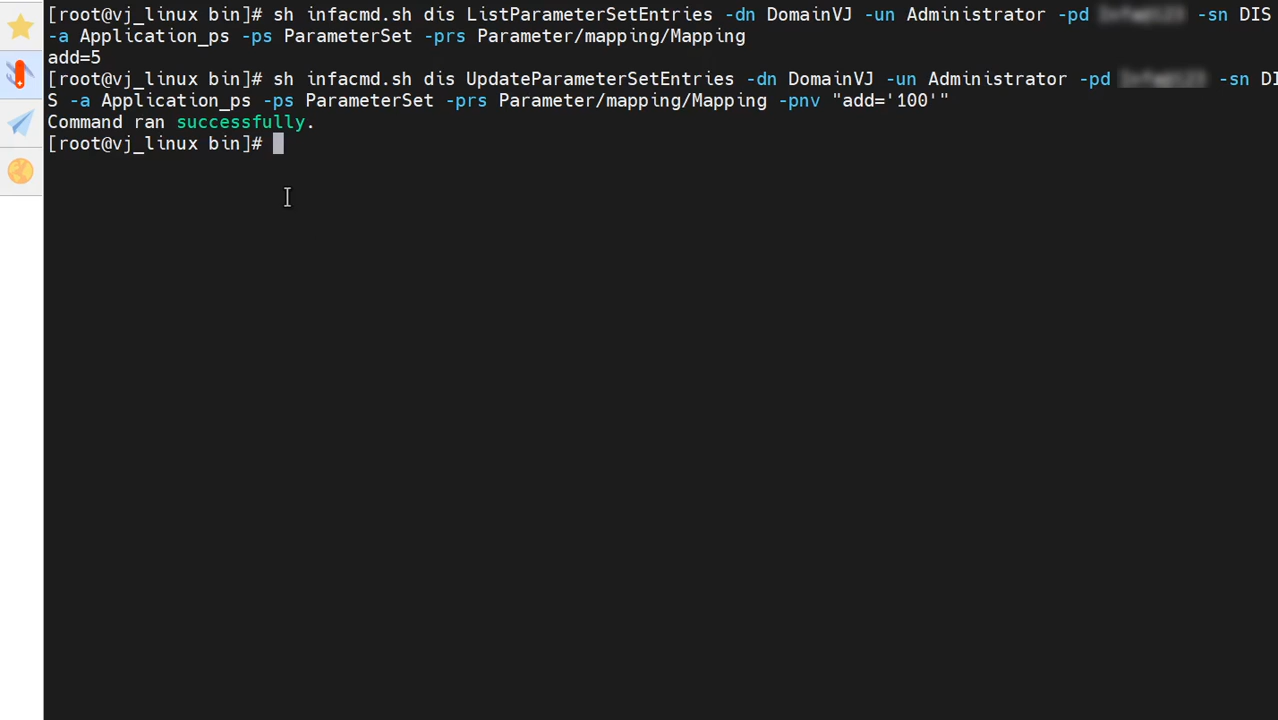 [root@vj_linux bin]# sh infacmd.sh dis ListParameterSetEntries -dn DomainVJ -un Administrator -pd -sn DIS
-a Application_ps -ps ParameterSet -prs Parameter/mapping/Mapping
add=5
[root@vj_linux bin]# sh infacmd.sh dis UpdateParameterSetEntries -dn DomainVJ -un Administrator -pd -sn DI
S -a Application_ps -ps ParameterSet -prs Parameter/mapping/Mapping -pnv "add='100'"
Command ran successfully.
[root@vj_linux bin]#